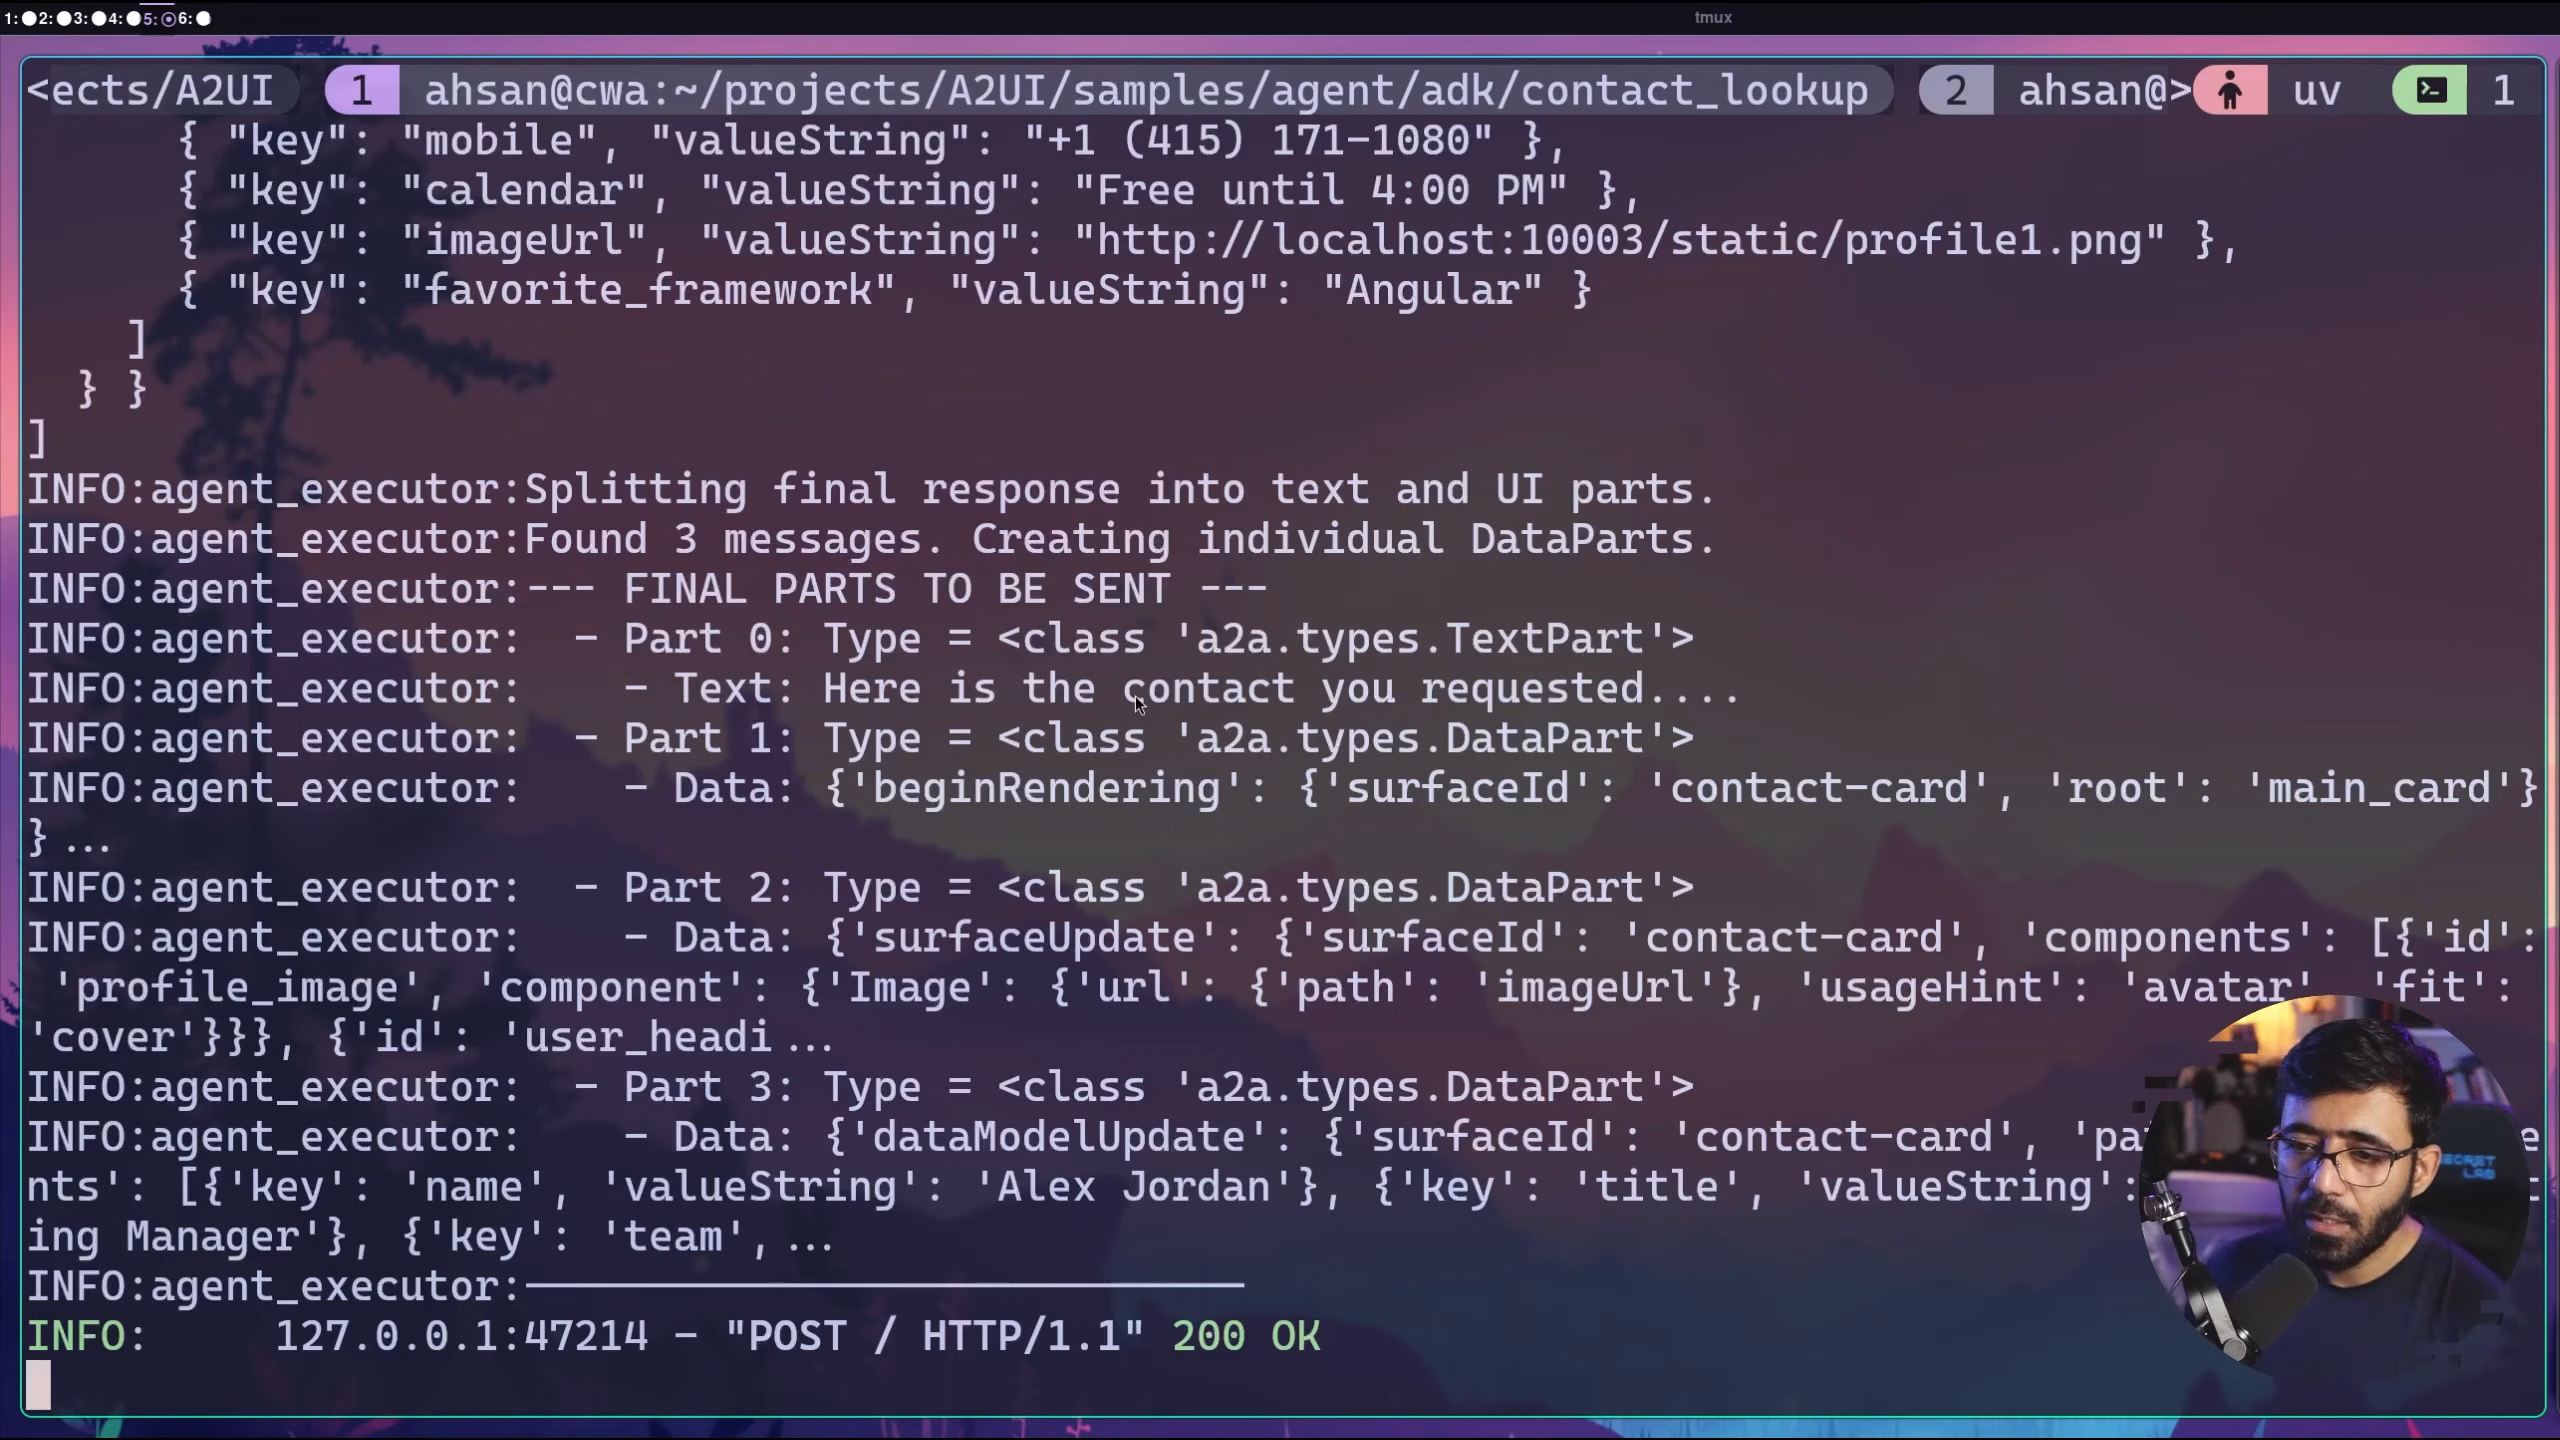 1: 2: 3: 4: 5: 6:
tmux
<ects/A2UI 1 ahsan@cwa:~/projects/A2UI/samples/agent/adk/contact_lookup 2 ahsan@> uv 1
{ "key": "mobile", "valueString": "+1 (415) 171-1080" },
{ "key": "calendar", "valueString": "Free until 4:00 PM" },
{ "key": "imageUrl", "valueString": "http://localhost:10003/static/profile1.png" },
{ "key": "favorite_framework", "valueString": "Angular" }
]
} }
]
INFO:agent_executor:Splitting final response into text and UI parts.
INFO:agent_executor:Found 3 messages. Creating individual DataParts.
INFO:agent_executor:--- FINAL PARTS TO BE SENT ---
INFO:agent_executor:  - Part 0: Type = <class 'a2a.types.TextPart'>
INFO:agent_executor:    - Text: Here is the contact you requested....
INFO:agent_executor:  - Part 1: Type = <class 'a2a.types.DataPart'>
INFO:agent_executor:    - Data: {'beginRendering': {'surfaceId': 'contact-card', 'root': 'main_card'}
}...
INFO:agent_executor:  - Part 2: Type = <class 'a2a.types.DataPart'>
INFO:agent_executor:    - Data: {'surfaceUpdate': {'surfaceId': 'contact-card', 'components': [{'id':
'profile_image', 'component': {'Image': {'url': {'path': 'imageUrl'}, 'usageHint': 'avatar' 'fit':
'cover'}}}, {'id': 'user_headi...
INFO:agent_executor:  - Part 3: Type = <class 'a2a.types.DataPart'>
INFO:agent_executor:    - Data: {'dataModelUpdate': {'surfaceId': 'contact-card',
nts': [{'key': 'name', 'valueString': 'Alex Jordan'}, {'key': 'title', 'valueString':
ing Manager'}, {'key': 'team',...
INFO:agent_executor:
INFO:     127.0.0.1:47214 - "POST / HTTP/1.1" 200 OK